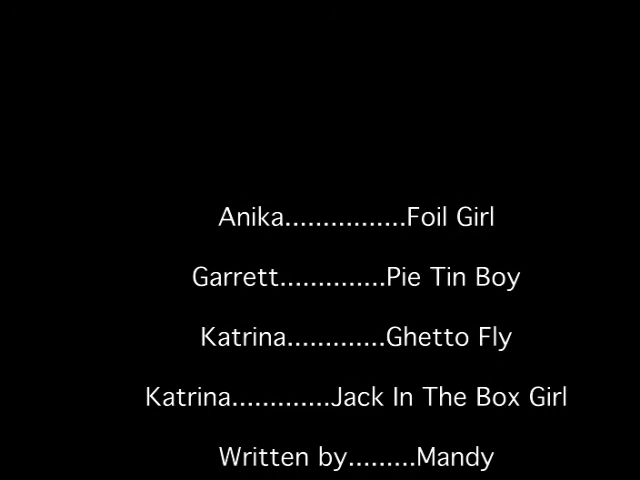 Anika................Foil Girl
Garrett..............Pie Tin Boy
Katrina.............Ghetto Fly
Katrina.............Jack In The Box Girl
Written by.........Mandy